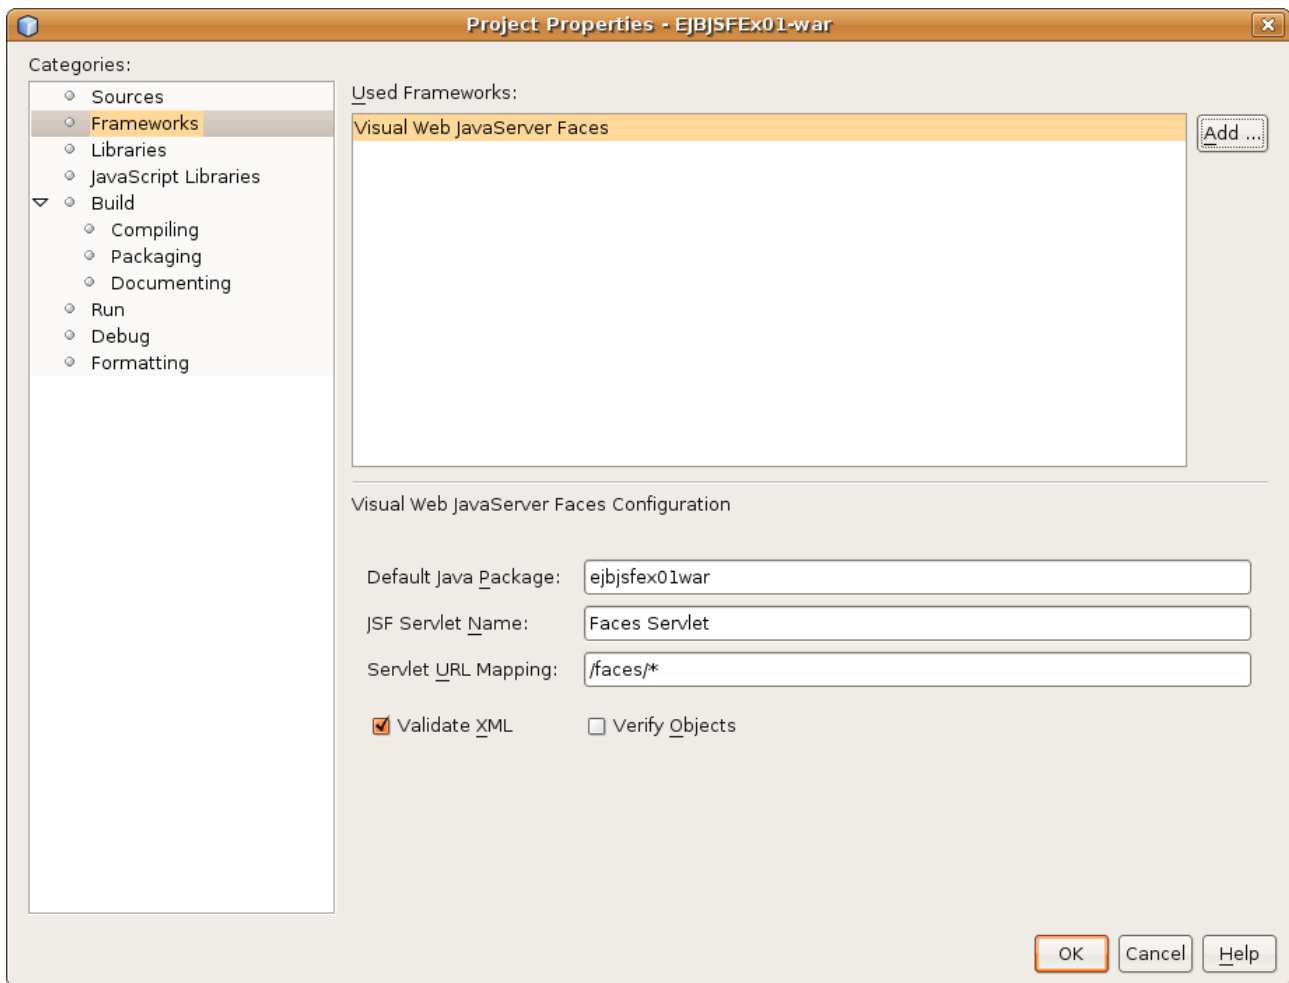 Project Properties - EJBJSFEx01-war
Categories:
Sources
Frameworks
Libraries
JavaScript Libraries
Build
Compiling
Packaging
Documenting
Run
Debug
Formatting
Used Frameworks:
Visual Web JavaServer Faces
Add ...
Visual Web JavaServer Faces Configuration
Default Java Package: ejbjsfex01war
JSF Servlet Name: Faces Servlet
Servlet URL Mapping: /faces/*
Validate XML Verify Objects
OK Cancel Help